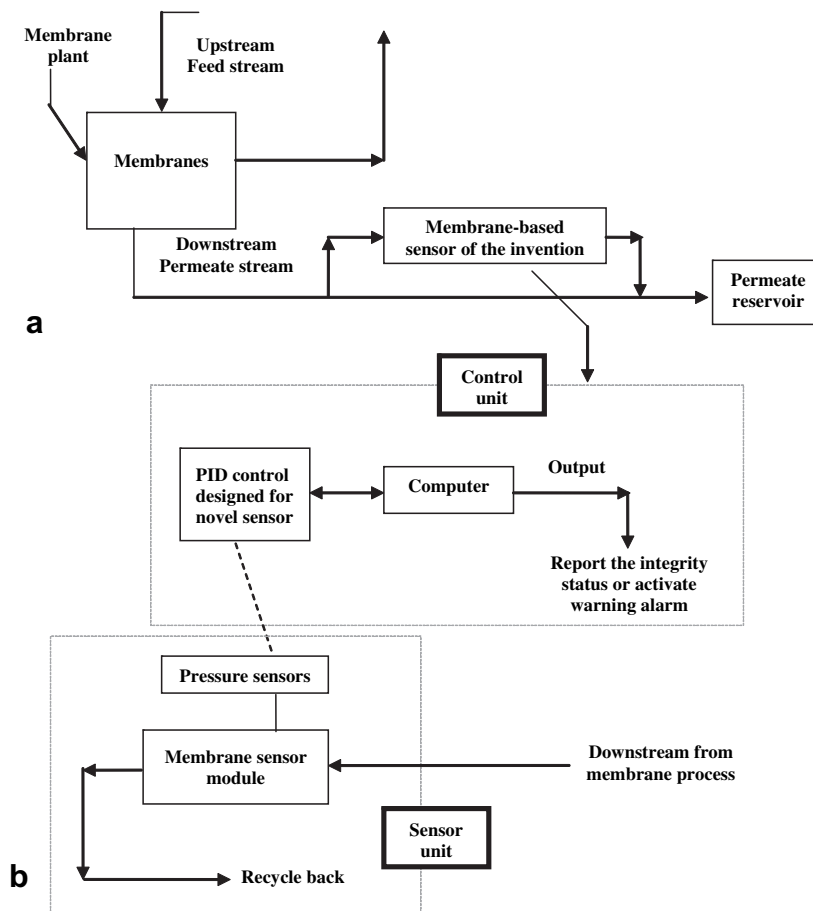 Membrane
plant
Upstream
Feed stream
Membranes
Downstream
Permeate stream
Membrane-based
sensor of the invention
Permeate
reservoir
a
Control
unit
PID control
designed for
novel sensor
Computer
Output
Report the integrity
status or activate
warning alarm
Pressure sensors
Membrane sensor
module
Downstream from
membrane process
Sensor
unit
b
Recycle back